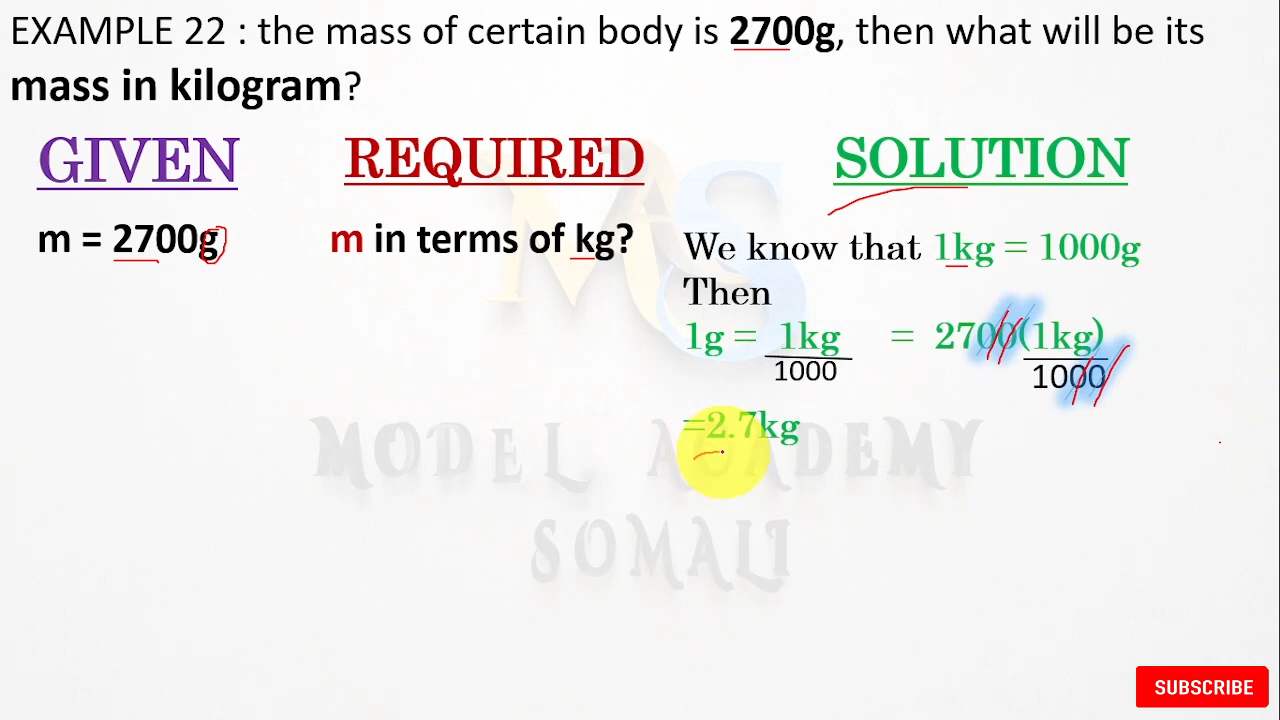 EXAMPLE 22 : the mass of certain body is 2700g, then what will be its
mass in kilogram?
GIVEN
m = 2700g
REQUIRED
m in terms of kg?
SOLUTION
We know that 1kg = 1000g
Then
1g = 1kg = 2700(1kg)
1000 1000
=2.7kg
MODEL ACADEMY
SOMALI
MAS
SUBSCRIBE